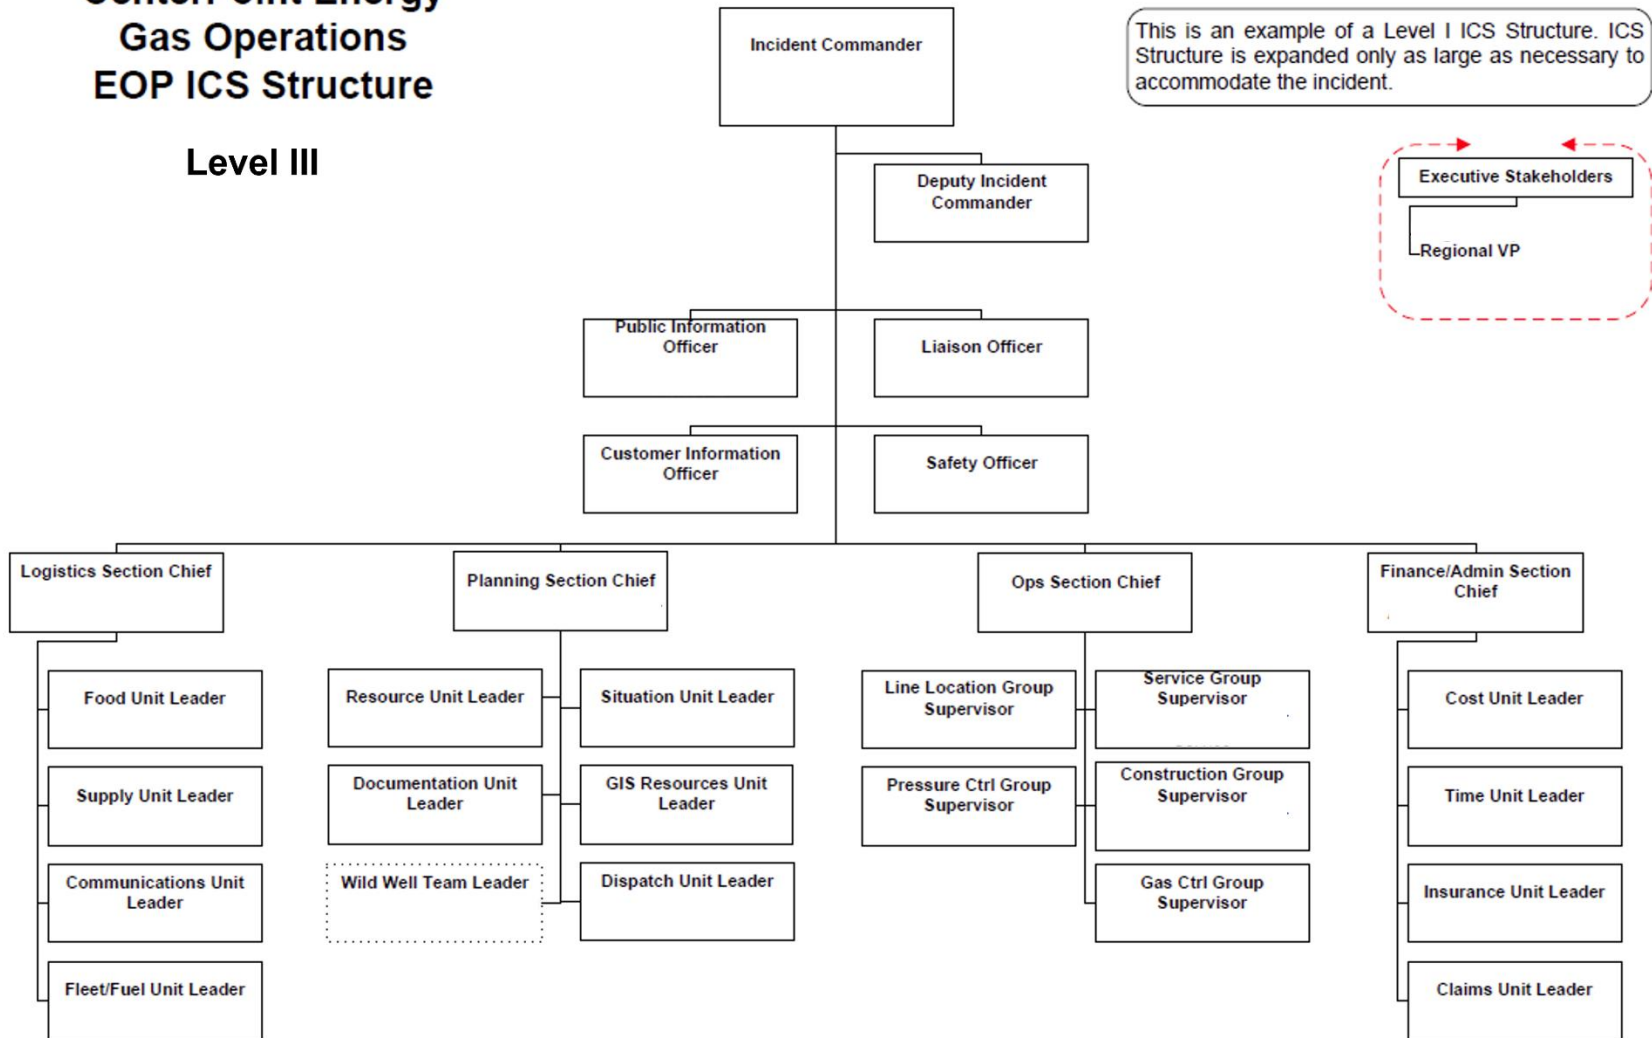 CenterPoint Energy
Gas Operations
EOP ICS Structure
Level III
Incident Commander
This is an example of a Level I ICS Structure. ICS
Structure is expanded only as large as necessary to
accommodate the incident.
Deputy Incident
Commander
Executive Stakeholders
Regional VP
Public Information
Officer
Liaison Officer
Customer Information
Officer
Safety Officer
Logistics Section Chief
Planning Section Chief
Ops Section Chief
Finance/Admin Section
Chief
Food Unit Leader
Resource Unit Leader
Situation Unit Leader
Line Location Group
Supervisor
Service Group
Supervisor
Cost Unit Leader
Supply Unit Leader
Documentation Unit
Leader
GIS Resources Unit
Leader
Pressure Ctrl Group
Supervisor
Construction Group
Supervisor
Time Unit Leader
Communications Unit
Leader
Wild Well Team Leader
Dispatch Unit Leader
Gas Ctrl Group
Supervisor
Insurance Unit Leader
Fleet/Fuel Unit Leader
Claims Unit Leader